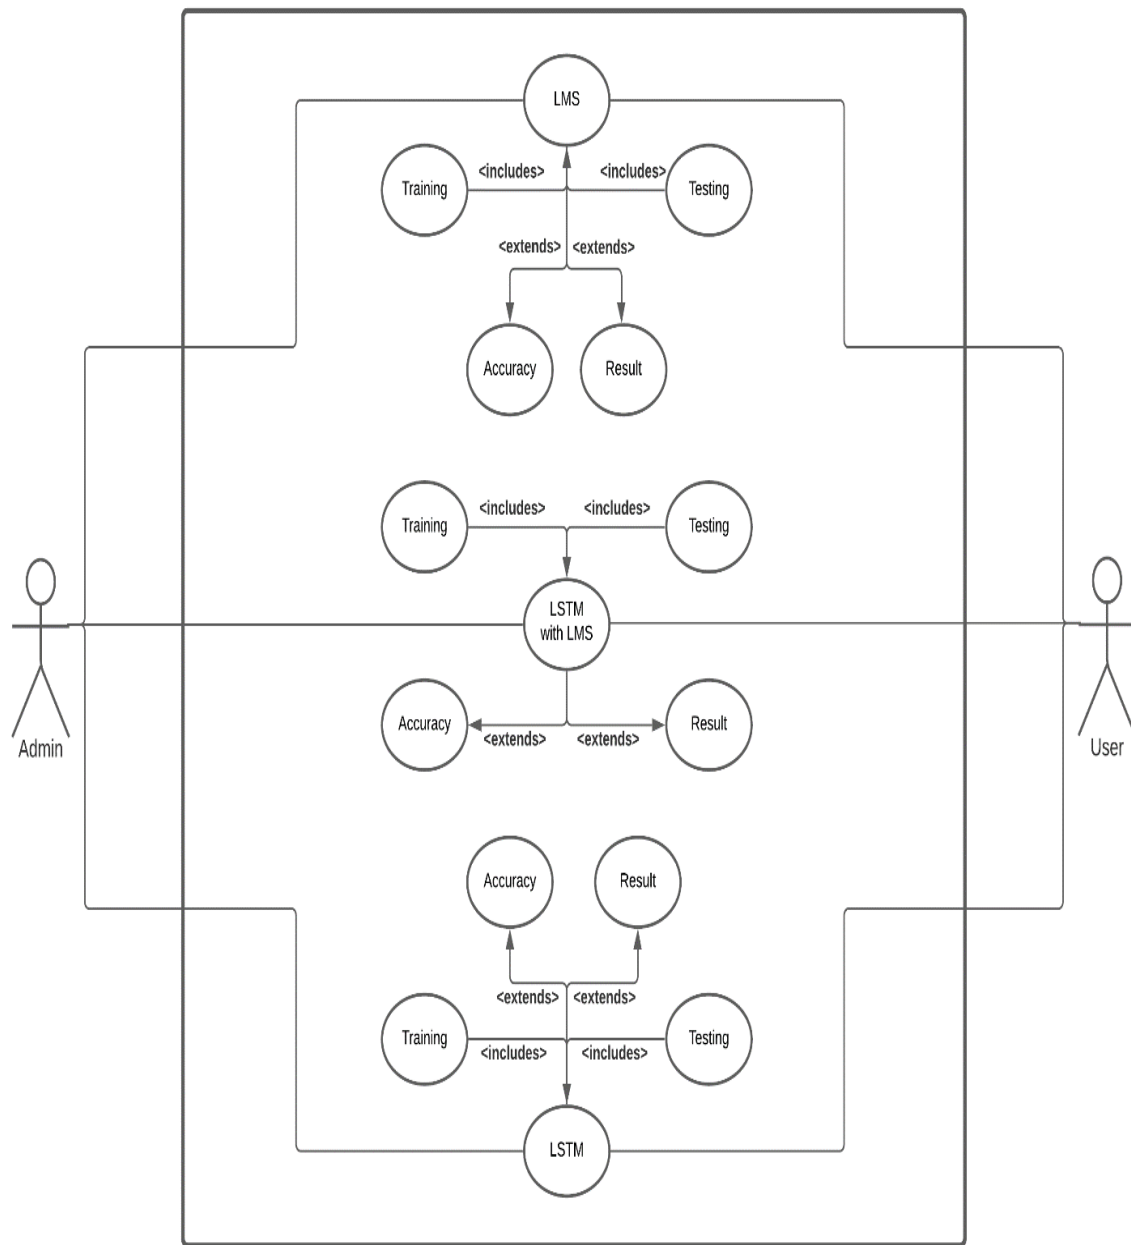 LMS
<includes> <includes>
Training Testing
<extends> <extends>
Accuracy Result
<includes> <includes>
Training Testing
LSTM
with LMS
Accuracy Result
<extends> <extends>
Admin User
Accuracy Result
<extends> <extends>
Training Testing
<includes> <includes>
LSTM